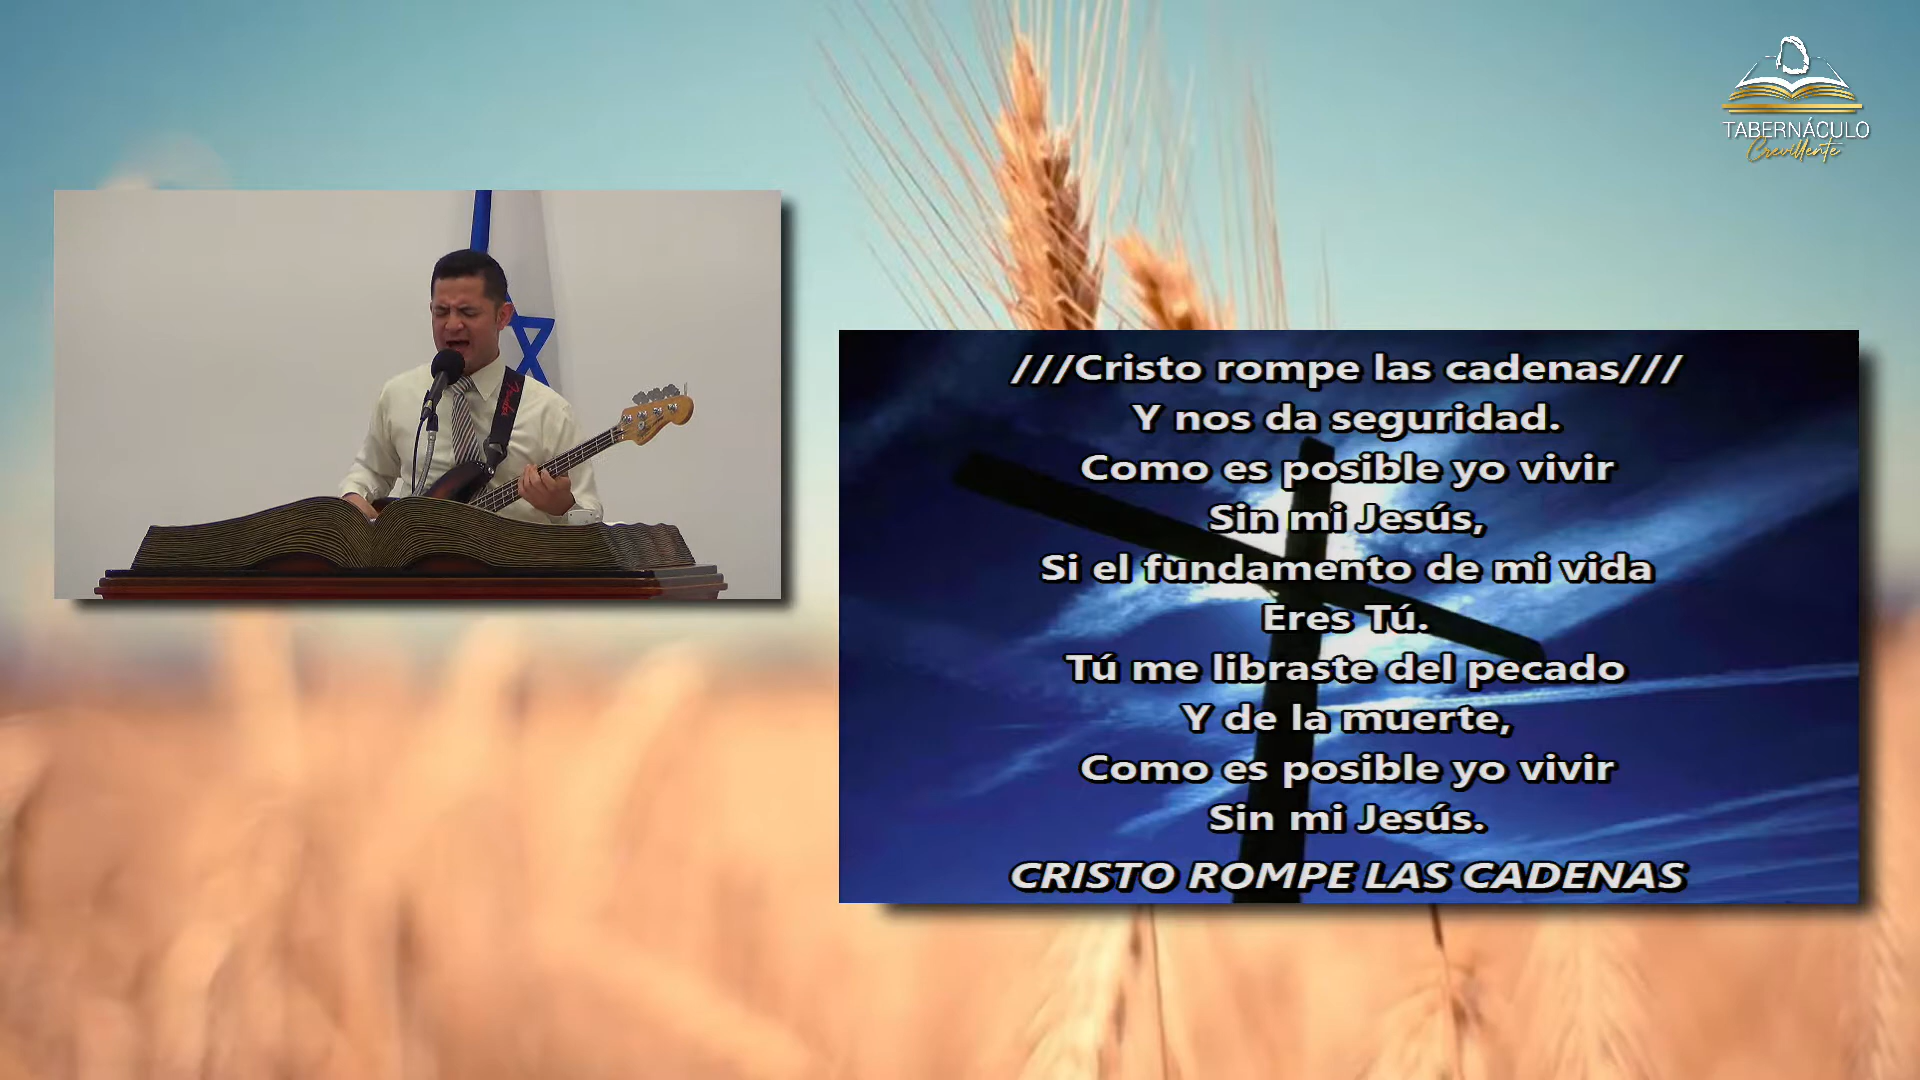 TABERNÁCULO
Crevillente
///Cristo rompe las cadenas///
Y nos da seguridad.
Como es posible yo vivir
Sin mi Jesús,
Si el fundamento de mi vida
Eres Tú.
Tú me libraste del pecado
Y de la muerte,
Como es posible yo vivir
Sin mi Jesús.
CRISTO ROMPE LAS CADENAS
Fender